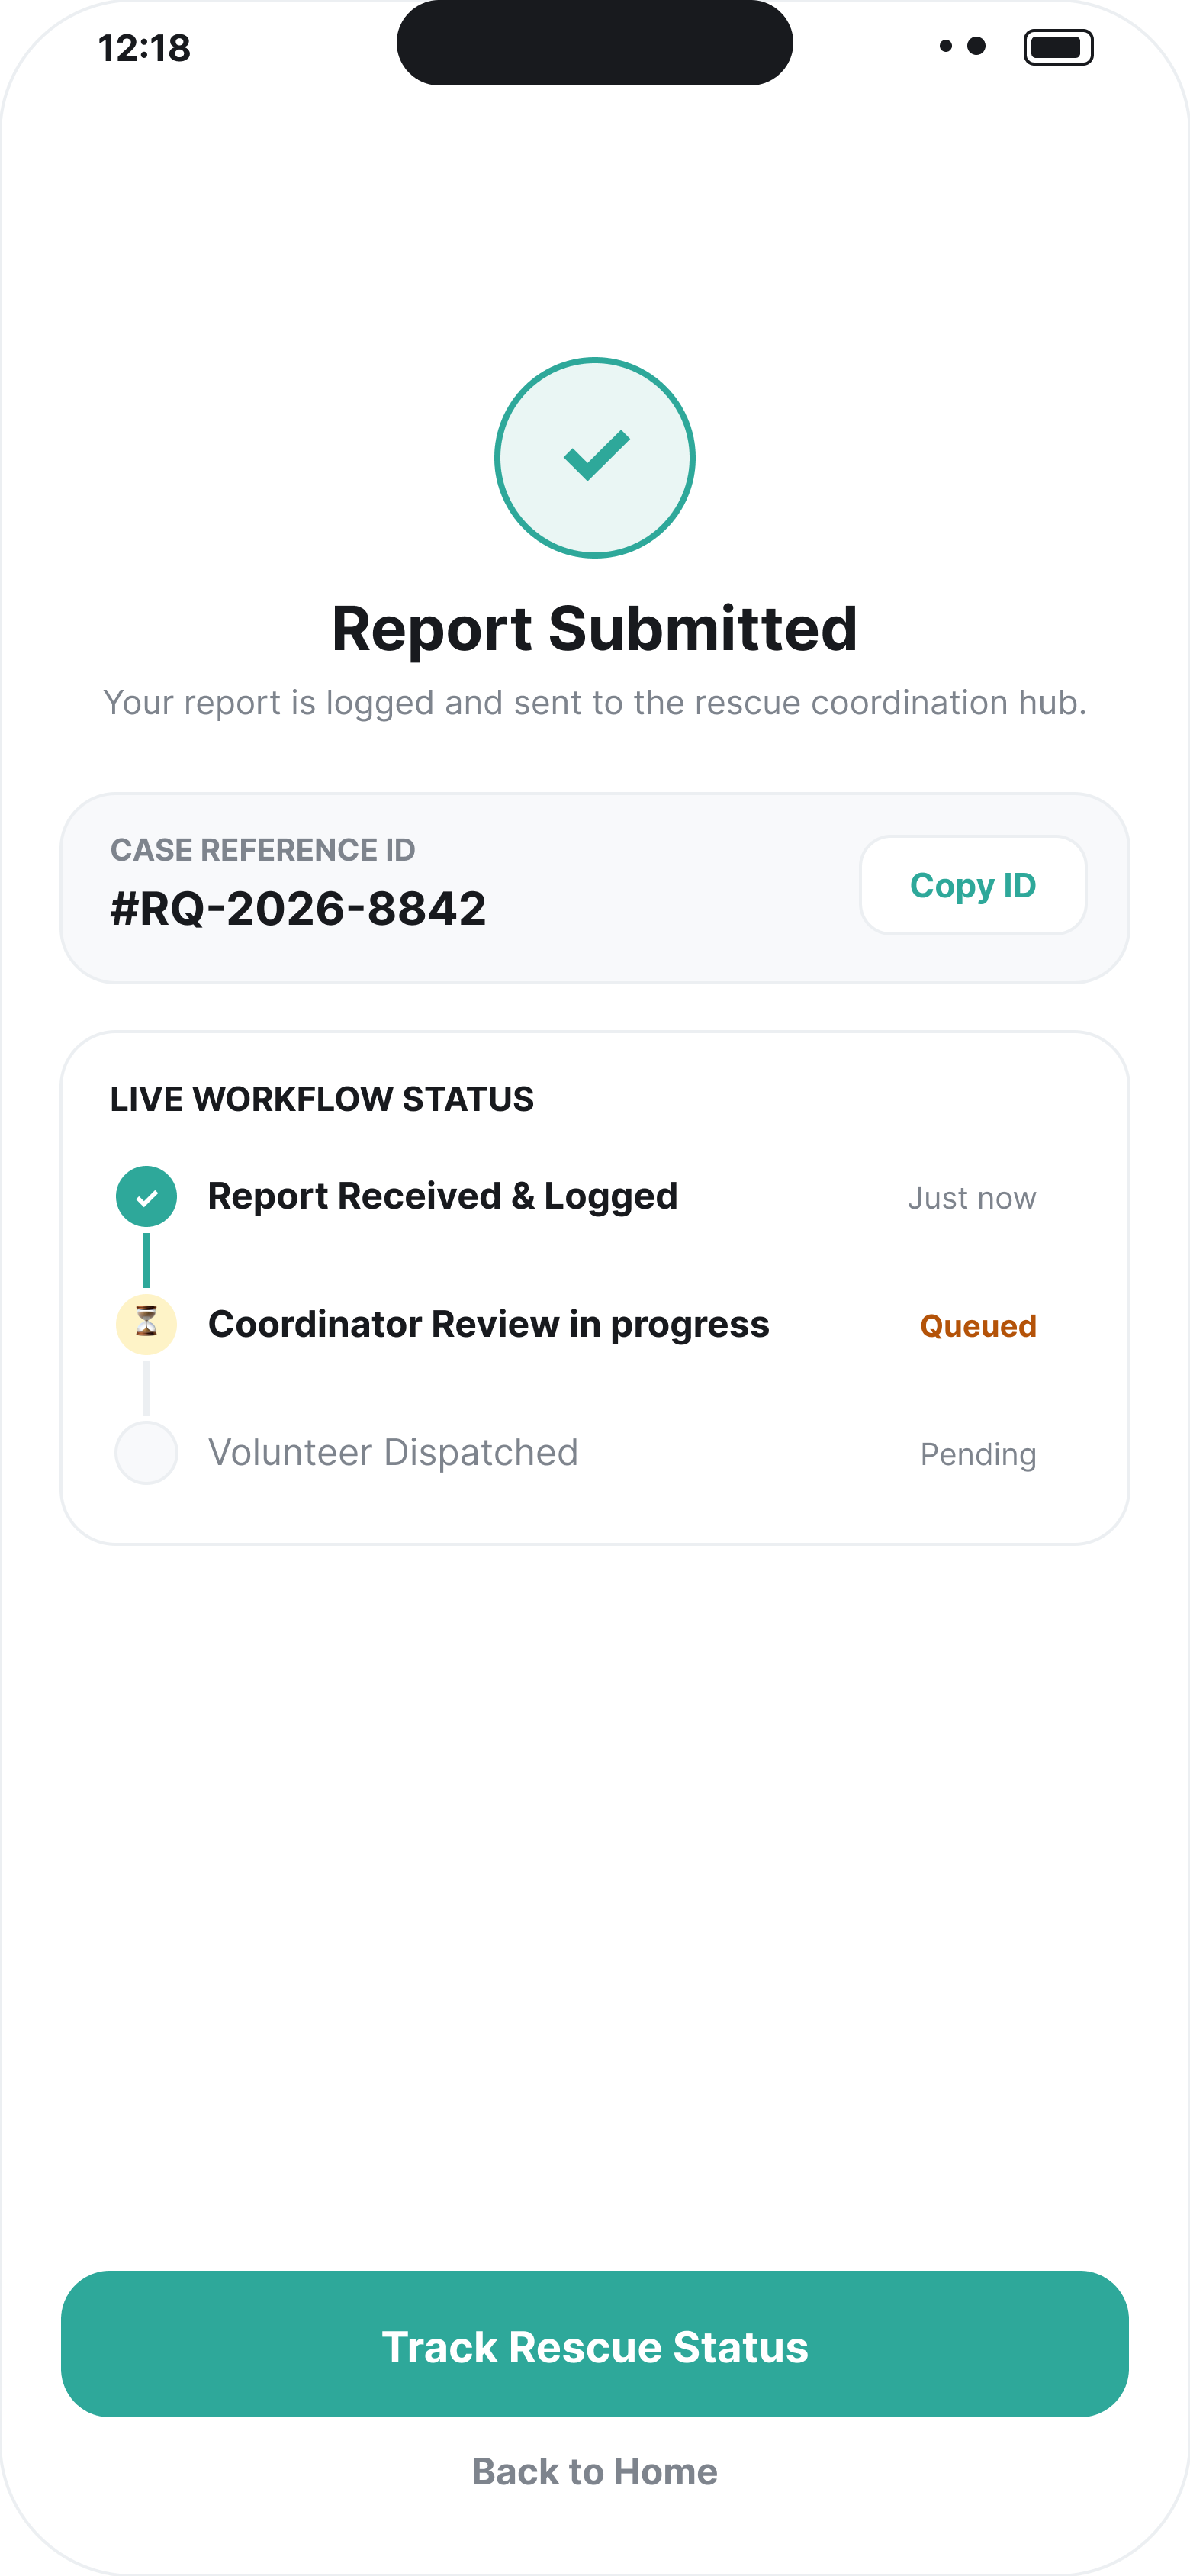 12:18
Report Submitted
Your report is logged and sent to the rescue coordination hub.
CASE REFERENCE ID
#RQ-2026-8842
Copy ID
LIVE WORKFLOW STATUS
Report Received & Logged
Just now
Coordinator Review in progress
Queued
Volunteer Dispatched
Pending
Track Rescue Status
Back to Home